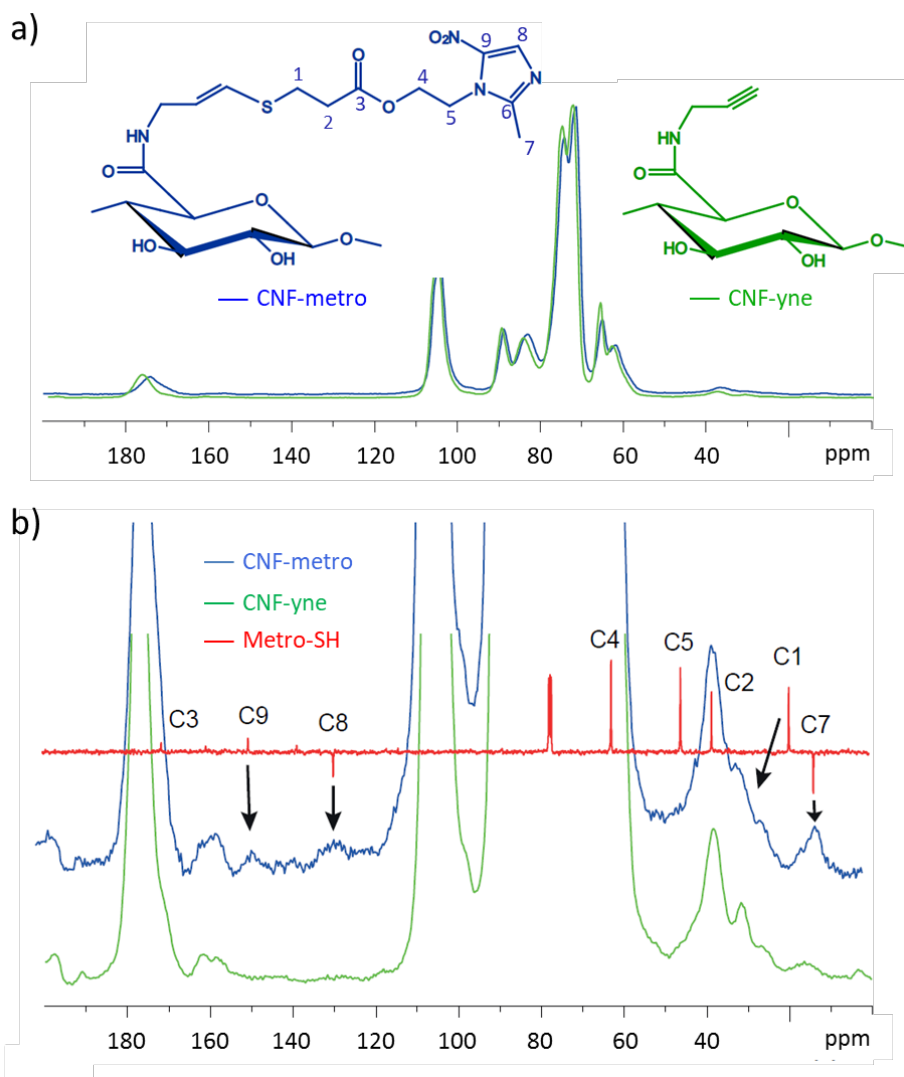 a)
O₂N
9
8
N
N
6
7
O
1
2
3
O
4
5
S
HN
O
O
HO
OH
O
CNF-metro
HN
O
O
HO
OH
O
CNF-yne
180 160 140 120 100 80 60 40 ppm
b)
CNF-metro
CNF-yne
Metro-SH
C3 C9 C8 C4 C5 C2 C1 C7
180 160 140 120 100 80 60 40 ppm